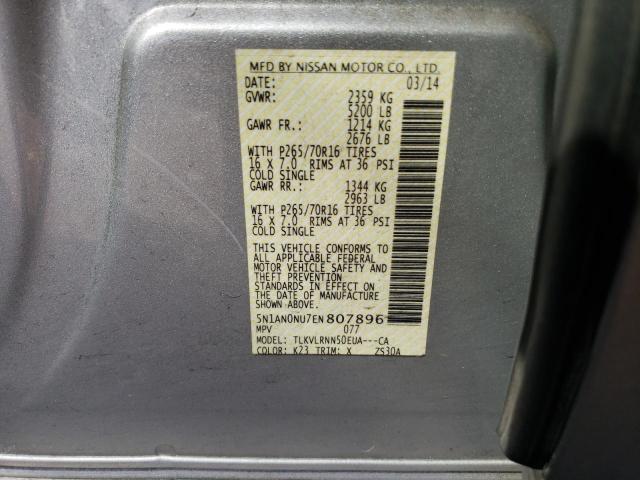 MFD BY NISSAN MOTOR CO., LTD.
DATE: 03/14
GVWR: 2359 KG
5200 LB
GAWR FR.: 1214 KG
2676 LB
WITH P265/70R16 TIRES
16 X 7.0 RIMS AT 36 PSI
COLD SINGLE
GAWR RR.: 1344 KG
2963 LB
WITH P265/70R16 TIRES
16 X 7.0 RIMS AT 36 PSI
COLD SINGLE
THIS VEHICLE CONFORMS TO
ALL APPLICABLE FEDERAL
MOTOR VEHICLE SAFETY AND
THEFT PREVENTION
STANDARDS IN EFFECT ON
THE DATE OF MANUFACTURE
SHOWN ABOVE.
5N1AN0NU7EN807896
MPV 077
MODEL: TLKVLRNN50EUA---CA
COLOR: K23 TRIM: X ZS30A